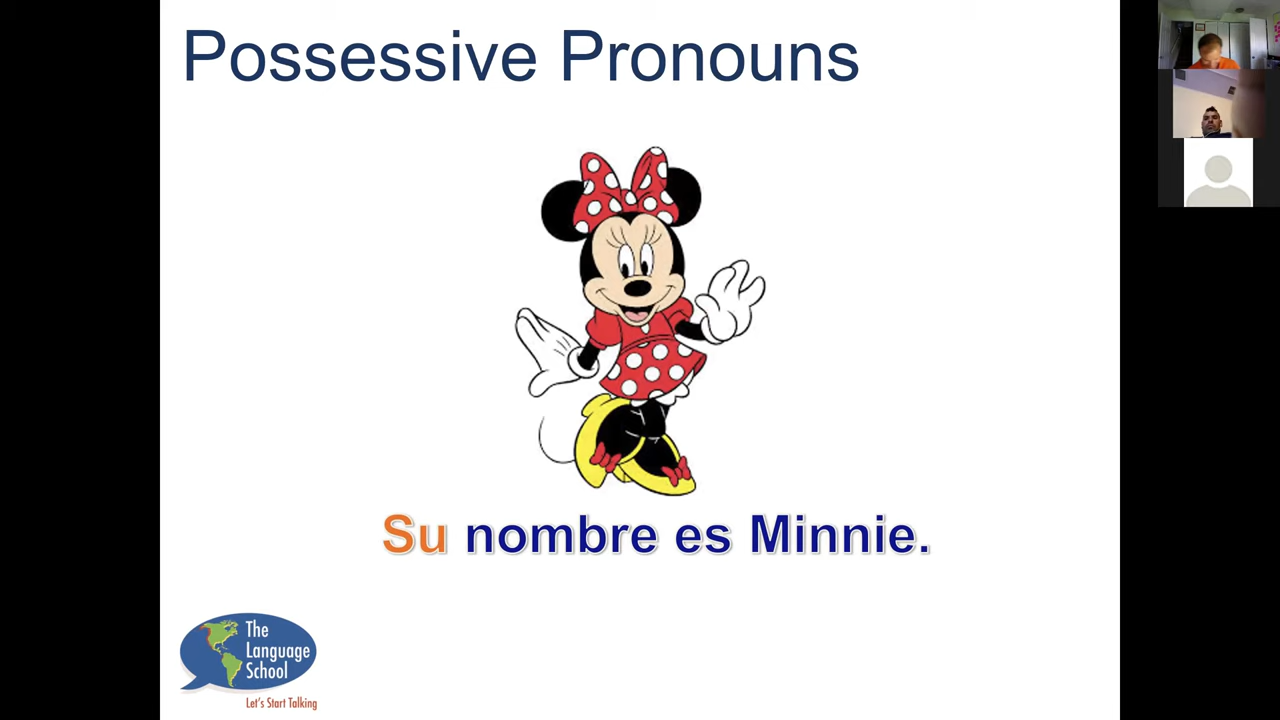 Possessive Pronouns
Su nombre es Minnie.
The
Language
School
Let's Start Talking